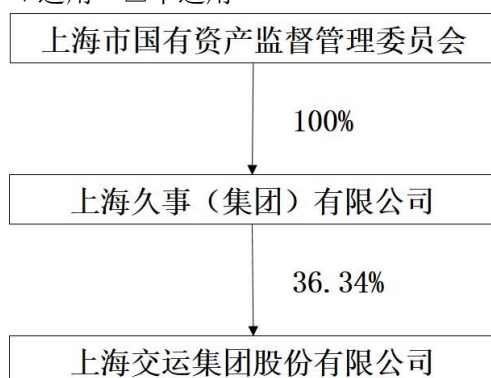 上海市国有资产监督管理委员会
100%
上海久事（集团）有限公司
36.34%
上海交运集团股份有限公司